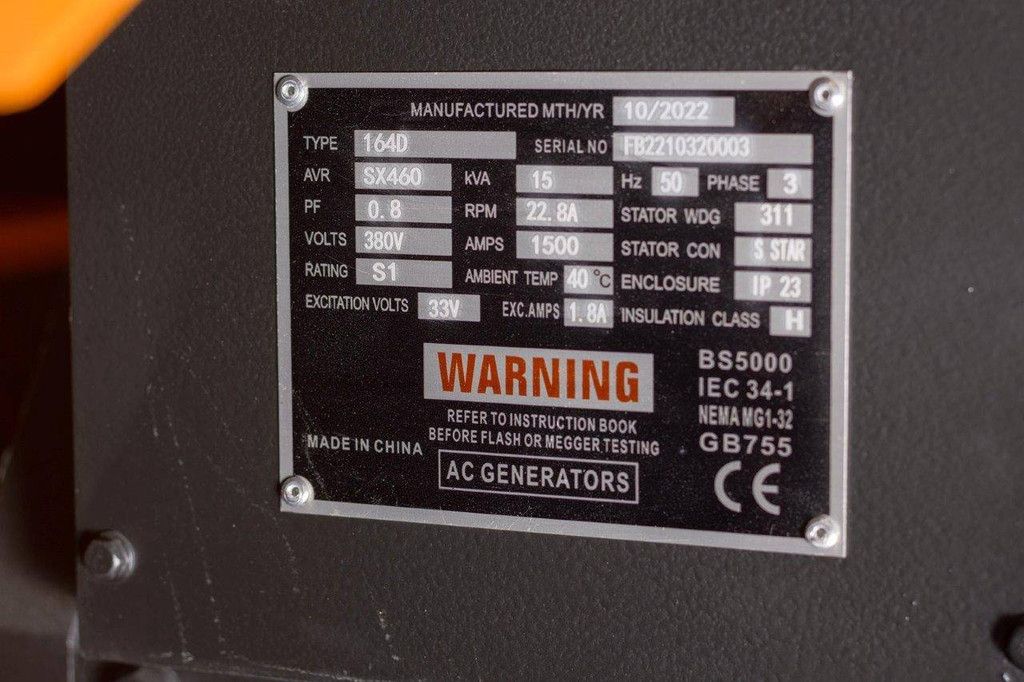 MANUFACTURED MTH/YR 10/2022
TYPE 164D SERIAL NO FB2210320003
AVR SX460 kVA 15 Hz 50 PHASE 3
PF 0.8 RPM 22.8A STATOR WDG 311
VOLTS 380V AMPS 1500 STATOR CON S STAR
RATING S1 AMBIENT TEMP 40 °C ENCLOSURE IP 23
EXCITATION VOLTS 33V EXC.AMPS 1.8A INSULATION CLASS H
WARNING
REFER TO INSTRUCTION BOOK
BEFORE FLASH OR MEGGER TESTING
AC GENERATORS
MADE IN CHINA
BS5000
IEC 34-1
NEMA MG1-32
GB755
CE